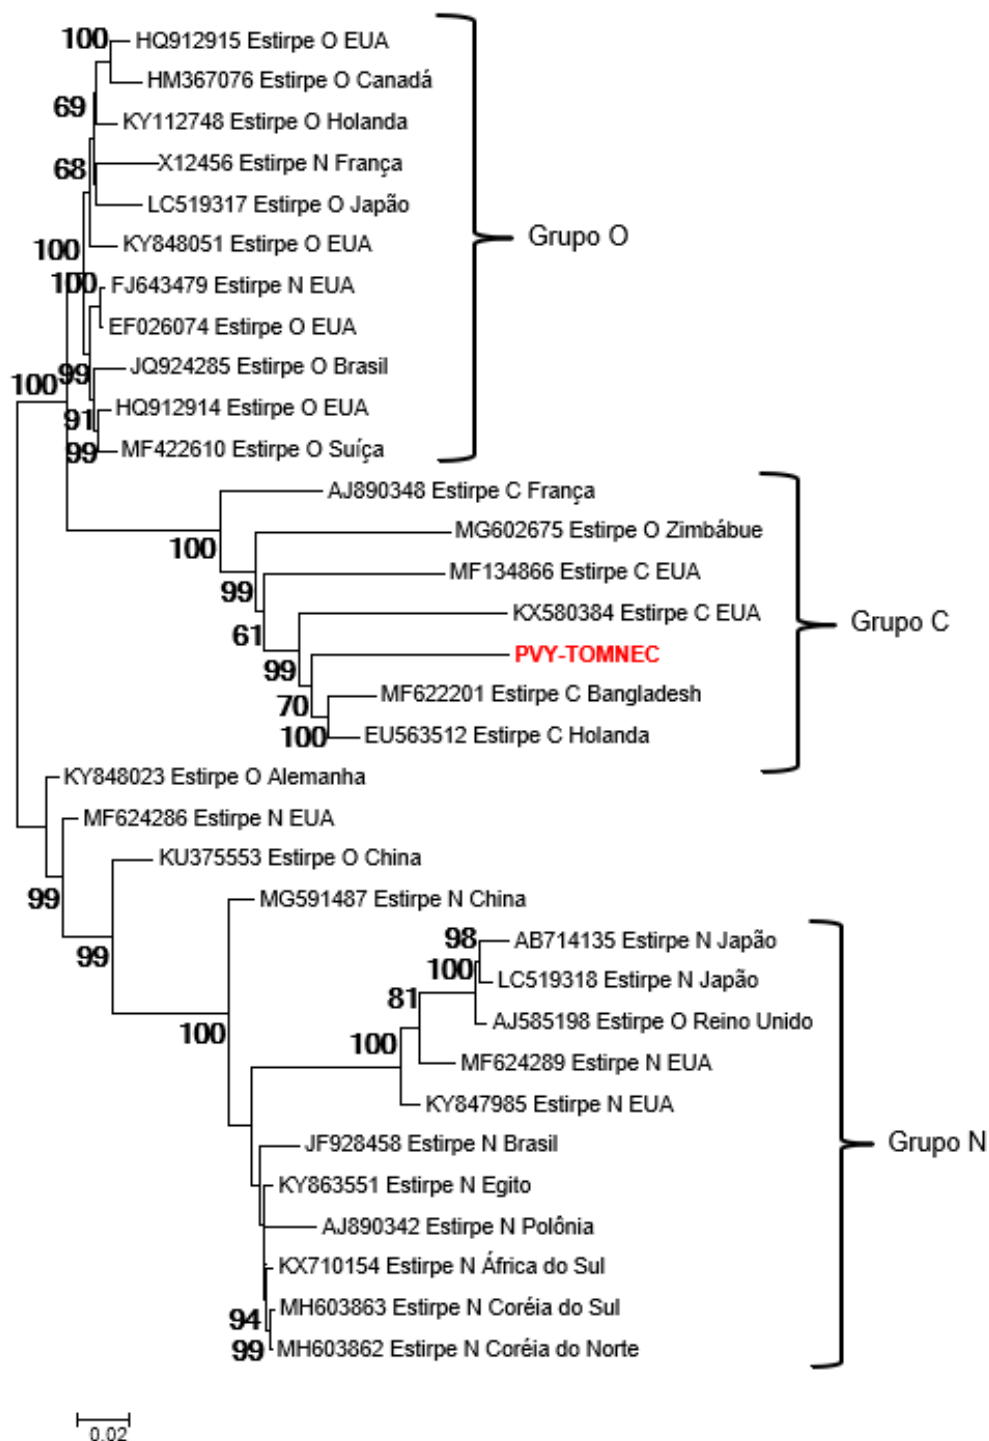 100
HQ912915 Estirpe O EUA
HM367076 Estirpe O Canadá
69
KY112748 Estirpe O Holanda
68
X12456 Estirpe N França
LC519317 Estirpe O Japão
100
KY848051 Estirpe O EUA
Grupo O
100
FJ643479 Estirpe N EUA
EF026074 Estirpe O EUA
100
99
JQ924285 Estirpe O Brasil
91
HQ912914 Estirpe O EUA
99
MF422610 Estirpe O Suíça
AJ890348 Estirpe C França
100
MG602675 Estirpe O Zimbábue
99
MF134866 Estirpe C EUA
61
KX580384 Estirpe C EUA
Grupo C
99
PVY-TOMNEC
70
MF622201 Estirpe C Bangladesh
100
EU563512 Estirpe C Holanda
KY848023 Estirpe O Alemanha
MF624286 Estirpe N EUA
KU375553 Estirpe O China
99
MG591487 Estirpe N China
99
98
AB714135 Estirpe N Japão
100
LC519318 Estirpe N Japão
81
AJ585198 Estirpe O Reino Unido
100
100
MF624289 Estirpe N EUA
KY847985 Estirpe N EUA
JF928458 Estirpe N Brasil
Grupo N
KY863551 Estirpe N Egito
AJ890342 Estirpe N Polônia
KX710154 Estirpe N África do Sul
94
MH603863 Estirpe N Coréia do Sul
99
MH603862 Estirpe N Coréia do Norte
0.02